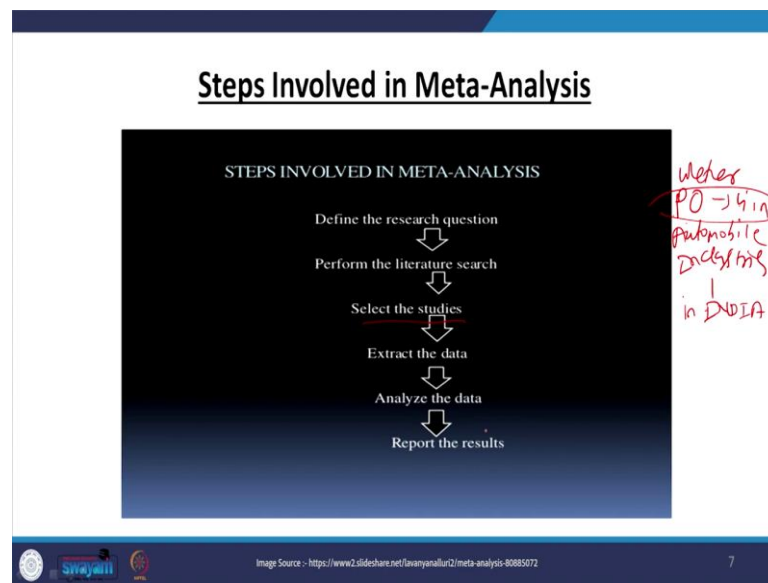 Steps Involved in Meta-Analysis
STEPS INVOLVED IN META-ANALYSIS
Define the research question
Perform the literature search
Select the studies
Extract the data
Analyze the data
Report the results
PO →
Automobile
in INDIA
swayam
Image Source :- https://www2.slideshare.net/lavanyanalluri2/meta-analysis-80885072
7